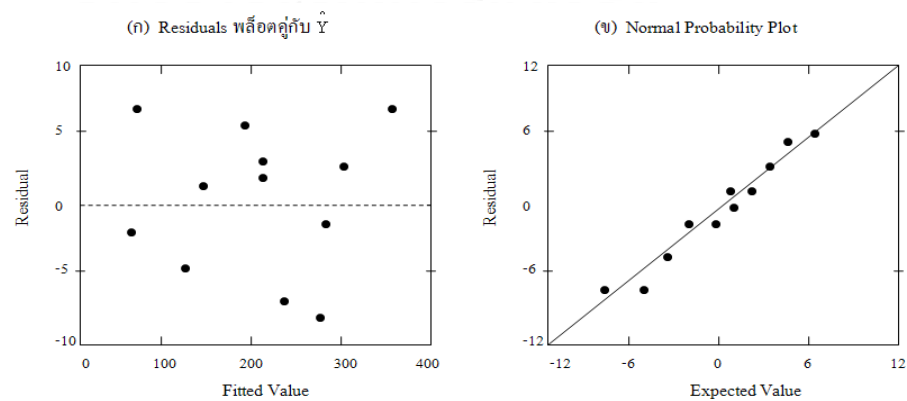 (ก) Residuals พล็อตคู่กับ Ŷ
10
5
0
-5
-10
Residual
0 100 200 300 400
Fitted Value
(ข) Normal Probability Plot
12
6
0
-6
-12
Residual
-12 -6 0 6 12
Expected Value